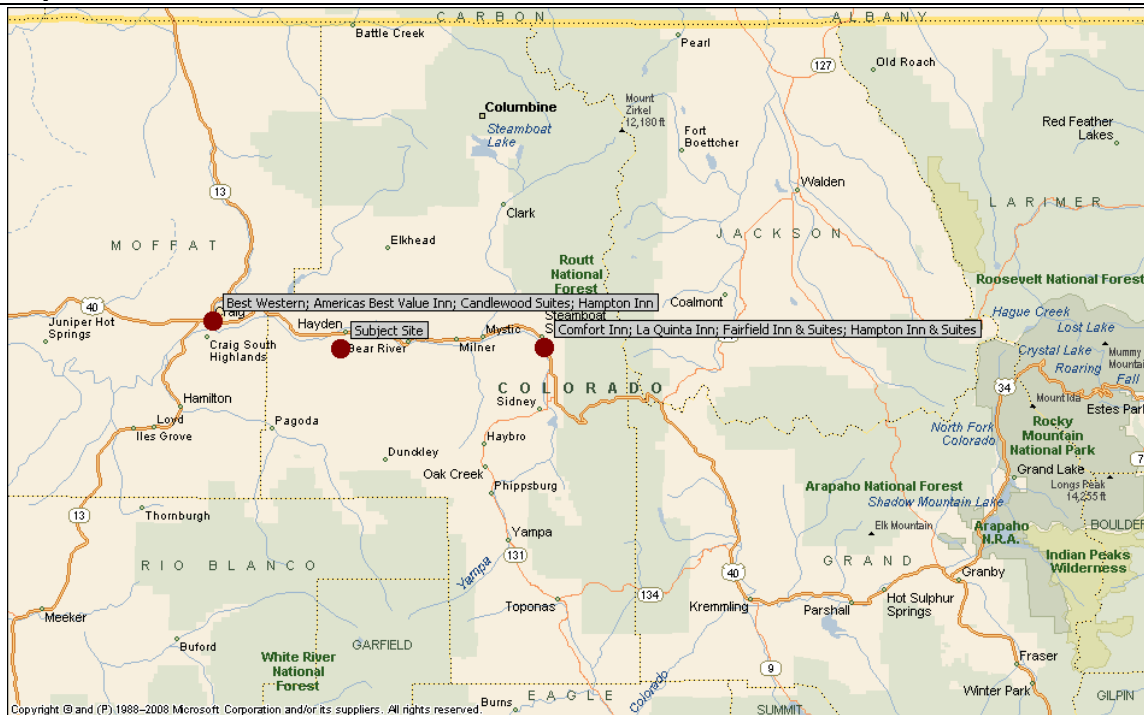 CARBON
ALBANY
Battle Creek
Pearl
127
Old Roach
Columbine
Steamboat
Lake
Mount
Zirkel
12,180 ft
Fort
Boettcher
Red Feather
Lakes
13
Walden
LARIMER
Clark
MOFFAT
Elkhead
JACKSON
Routt
National
Forest
Roosevelt National Forest
40
Best Western; Americas Best Value Inn; Candlewood Suites; Hampton Inn
Coalmont
Craig
Hague Creek
Juniper Hot
Springs
Hayden
Subject Site
Mystic
Steamboat
Comfort Inn; La Quinta Inn; Fairfield Inn & Suites; Hampton Inn & Suites
Lost Lake
Craig South
Highlands
Bear River
Milner
Crystal Lake
Mummy
Mountain
Roaring
Fall
COLORADO
34
Hamilton
Sidney
Mount Ida
Estes Park
Loyd
Iles Grove
Pagoda
North Fork
Colorado
Rocky
Mountain
National Park
Haybro
Dunckley
Oak Creek
7
Grand Lake
Phippsburg
Arapaho National Forest
Longs Peak
14,255 ft
Shadow Mountain Lake
13
Thornburgh
Yampa
Elk Mountain
Arapaho
N.R.A.
BOULDER
131
RIO BLANCO
Yampa
GRAND
Indian Peaks
Wilderness
40
Granby
134
Toponas
Kremmling
Parshall
Hot Sulphur
Springs
Meeker
Buford
GARFIELD
White River
National
Forest
Fraser
9
Colorado
Winter Park
EAGLE
Burns
SUMMIT
GILPIN
Copyright © and (P) 1988–2008 Microsoft Corporation and/or its suppliers. All rights reserved.